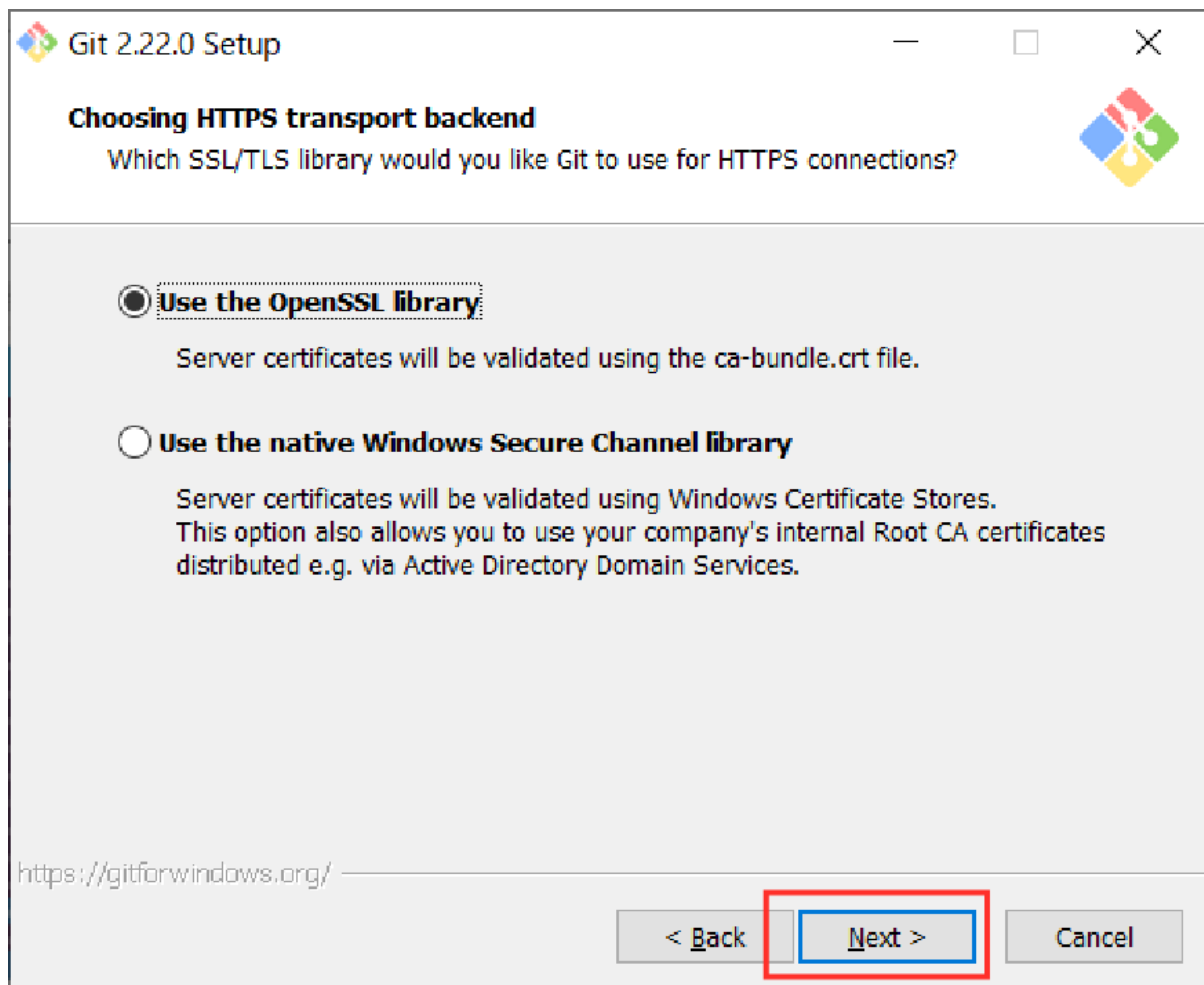 Git 2.22.0 Setup
Choosing HTTPS transport backend
Which SSL/TLS library would you like Git to use for HTTPS connections?
Use the OpenSSL library
Server certificates will be validated using the ca-bundle.crt file.
Use the native Windows Secure Channel library
Server certificates will be validated using Windows Certificate Stores.
This option also allows you to use your company's internal Root CA certificates
distributed e.g. via Active Directory Domain Services.
https://gitforwindows.org/
< Back
Next >
Cancel